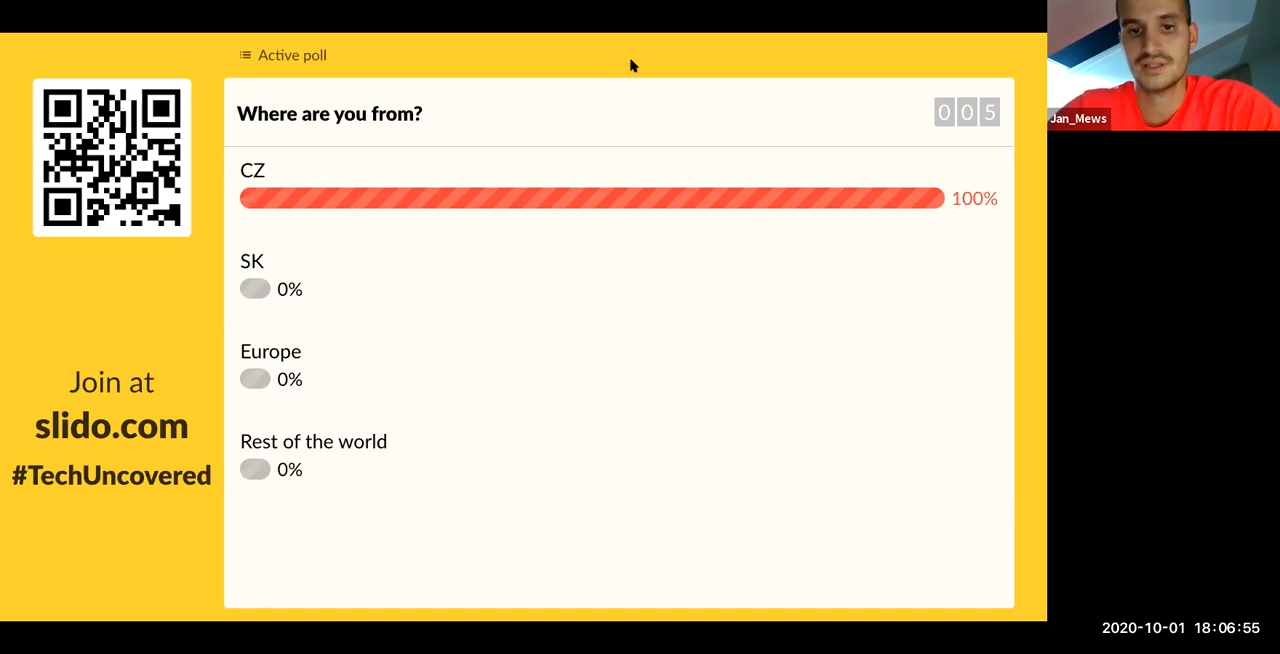 Active poll
Where are you from?
005
CZ
100%
SK
0%
Europe
0%
Rest of the world
0%
Join at
slido.com
#TechUncovered
Jan_Mews
2020-10-01 18:06:55